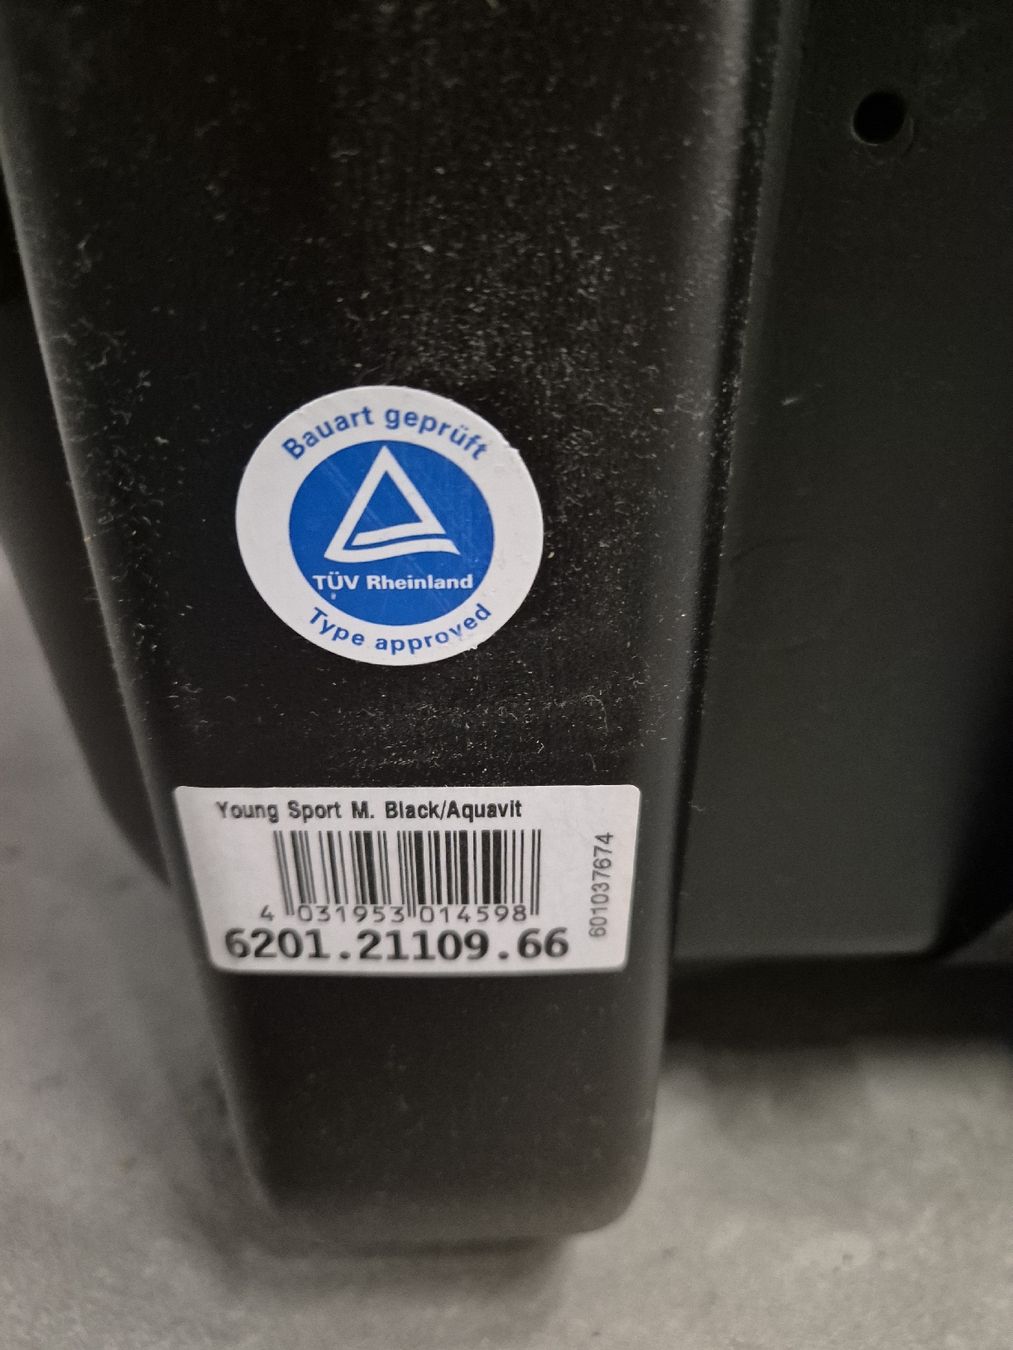 Bauart geprüft
TÜV Rheinland
Type approved
Young Sport M. Black/Aquavit
4 031953 014598
601037674
6201.21109.66